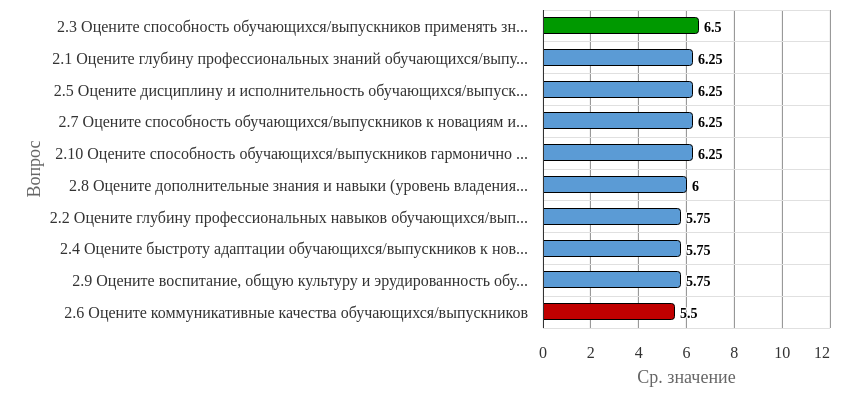 2.3 Оцените способность обучающихся/выпускников применять зн... 6.5
2.1 Оцените глубину профессиональных знаний обучающихся/выпу... 6.25
2.5 Оцените дисциплину и исполнительность обучающихся/выпуск... 6.25
2.7 Оцените способность обучающихся/выпускников к новациям и... 6.25
2.10 Оцените способность обучающихся/выпускников гармонично ... 6.25
2.8 Оцените дополнительные знания и навыки (уровень владения... 6
2.2 Оцените глубину профессиональных навыков обучающихся/вып... 5.75
2.4 Оцените быстроту адаптации обучающихся/выпускников к нов... 5.75
2.9 Оцените воспитание, общую культуру и эрудированность обу... 5.75
2.6 Оцените коммуникативные качества обучающихся/выпускников 5.5
Вопрос
0 2 4 6 8 10 12
Ср. значение